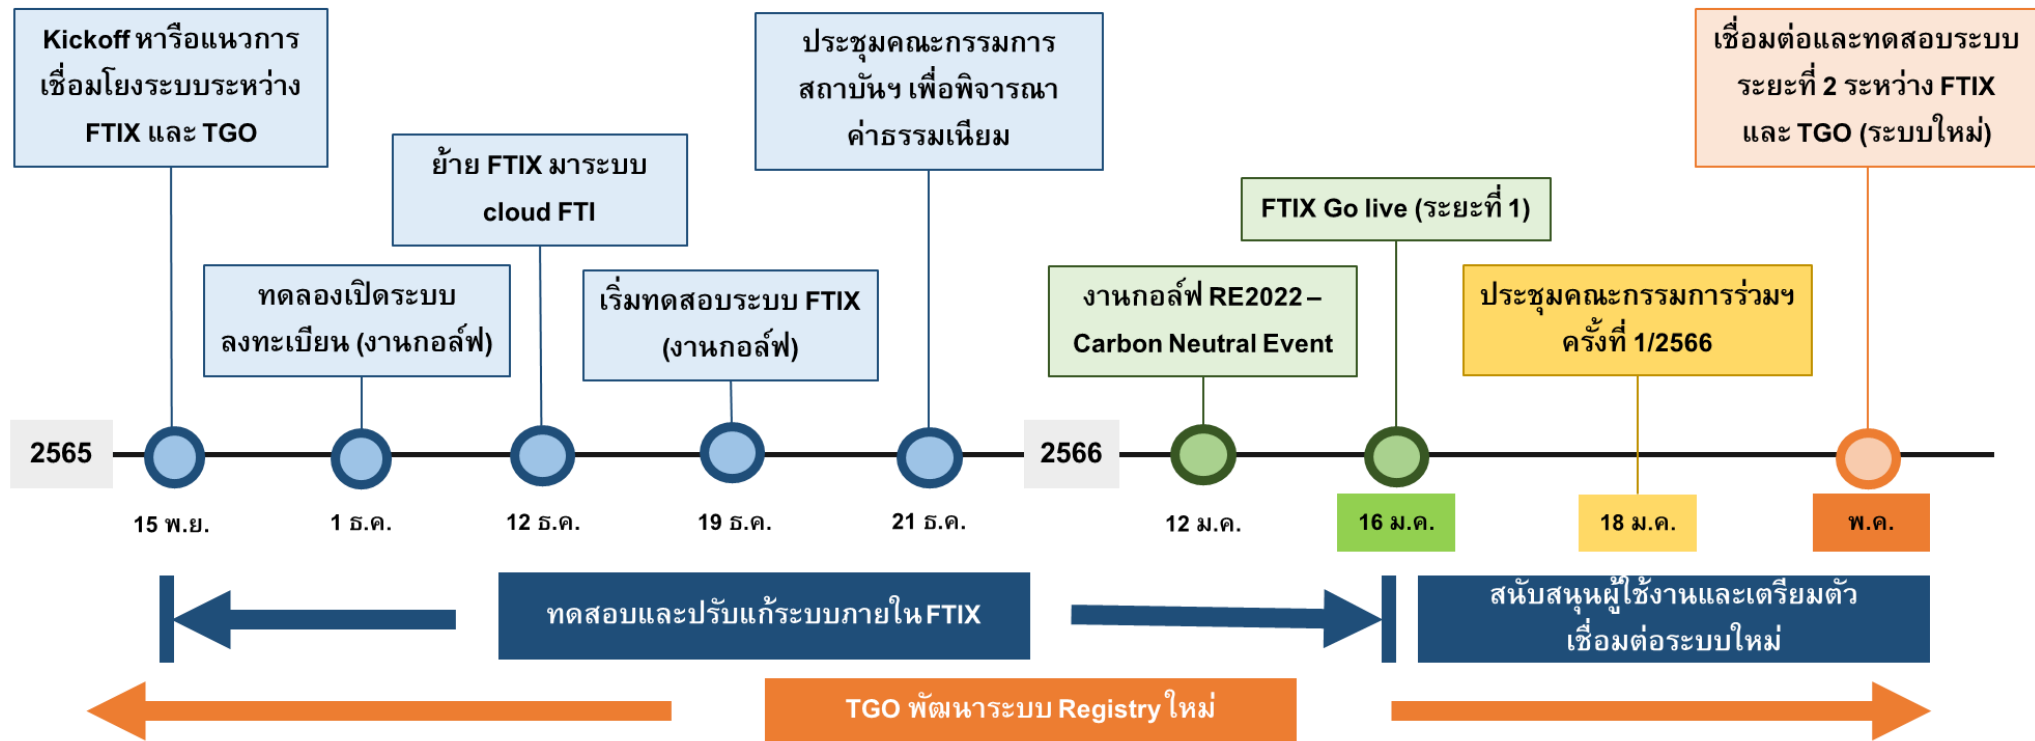 Kickoff หารือแนวการ
เชื่อมโยงระบบระหว่าง
FTIX และ TGO
ทดลองเปิดระบบ
ลงทะเบียน (งานกอล์ฟ)
ย้าย FTIX มาระบบ
cloud FTI
เริ่มทดสอบระบบ FTIX
(งานกอล์ฟ)
ประชุมคณะกรรมการ
สถาบันฯ เพื่อพิจารณา
ค่าธรรมเนียม
งานกอล์ฟ RE2022 –
Carbon Neutral Event
FTIX Go live (ระยะที่ 1)
ประชุมคณะกรรมการร่วมฯ
ครั้งที่ 1/2566
เชื่อมต่อและทดสอบระบบ
ระยะที่ 2 ระหว่าง FTIX
และ TGO (ระบบใหม่)
2565
2566
15 พ.ย.
1 ธ.ค.
12 ธ.ค.
19 ธ.ค.
21 ธ.ค.
12 ม.ค.
16 ม.ค.
18 ม.ค.
พ.ค.
ทดสอบและปรับแก้ระบบภายใน FTIX
สนับสนุนผู้ใช้งานและเตรียมตัว
เชื่อมต่อระบบใหม่
TGO พัฒนาระบบ Registry ใหม่